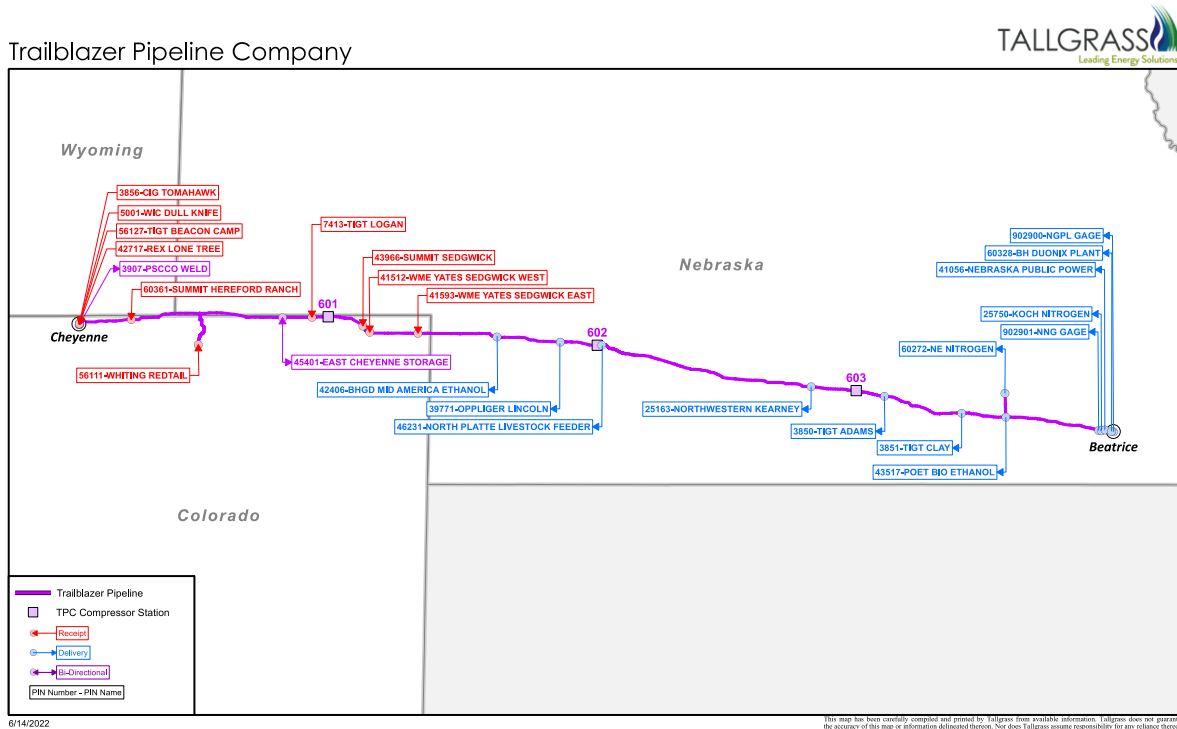 Trailblazer Pipeline Company
TALLGRASS
Leading Energy Solutions
Wyoming
3856-CIG TOMAHAWK
5001-WIC DULL KNIFE
56127-TIGT BEACON CAMP
42717-REX LONE TREE
3907-PSCCO WELD
60361-SUMMIT HEREFORD RANCH
Cheyenne
56111-WHITING REDTAIL
7413-TIGT LOGAN
601
43966-SUMMIT SEDGWICK
41512-WME YATES SEDGWICK WEST
41593-WME YATES SEDGWICK EAST
45401-EAST CHEYENNE STORAGE
Nebraska
602
42406-BHGD MID AMERICA ETHANOL
39771-OPPLIGER LINCOLN
46231-NORTH PLATTE LIVESTOCK FEEDER
603
25163-NORTHWESTERN KEARNEY
3850-TIGT ADAMS
3851-TIGT CLAY
43517-POET BIO ETHANOL
902900-NGPL GAGE
60328-BH DUONIX PLANT
41056-NEBRASKA PUBLIC POWER
25750-KOCH NITROGEN
902901-NNG GAGE
60272-NE NITROGEN
Beatrice
Colorado
Trailblazer Pipeline
TPC Compressor Station
Receipt
Delivery
Bi-Directional
PIN Number - PIN Name
6/14/2022
This map has been carefully compiled and printed by Tallgrass from available information. Tallgrass does not guarant
the accuracy of this map or information delineated thereon. Nor does Tallgrass assume responsibility for any reliance there